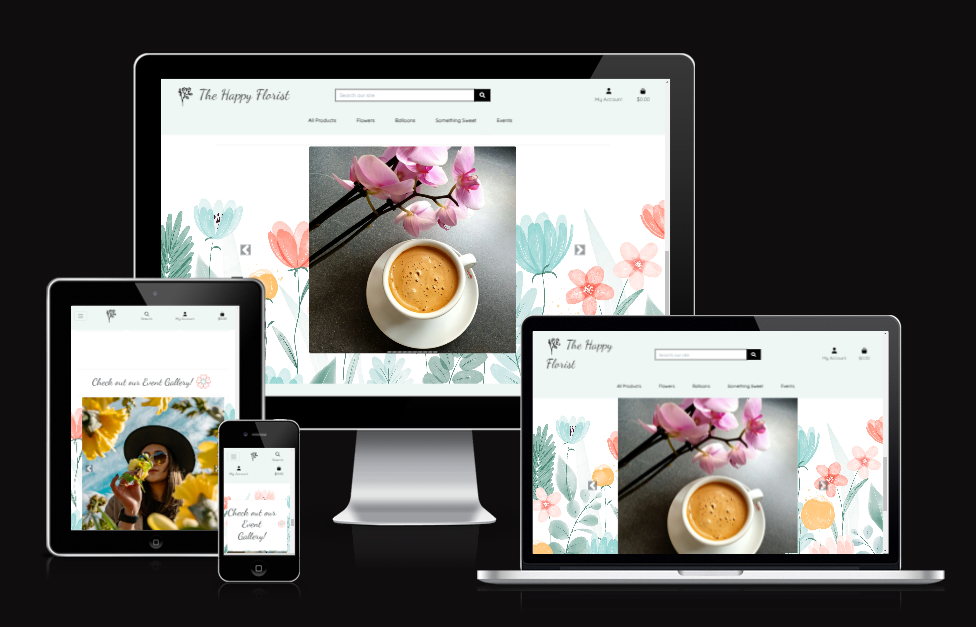 The Happy Florist
Search our site
My Account
$0.00
All Products
Flowers
Balloons
Something Sweet
Events
Search
My Account
$0.00
Check out our Event Gallery!
Search
My Account
$0.00
Check out our
Event
Gallery!
The Happy
Florist
Search our site
My Account
$0.00
All Products
Flowers
Balloons
Something Sweet
Events